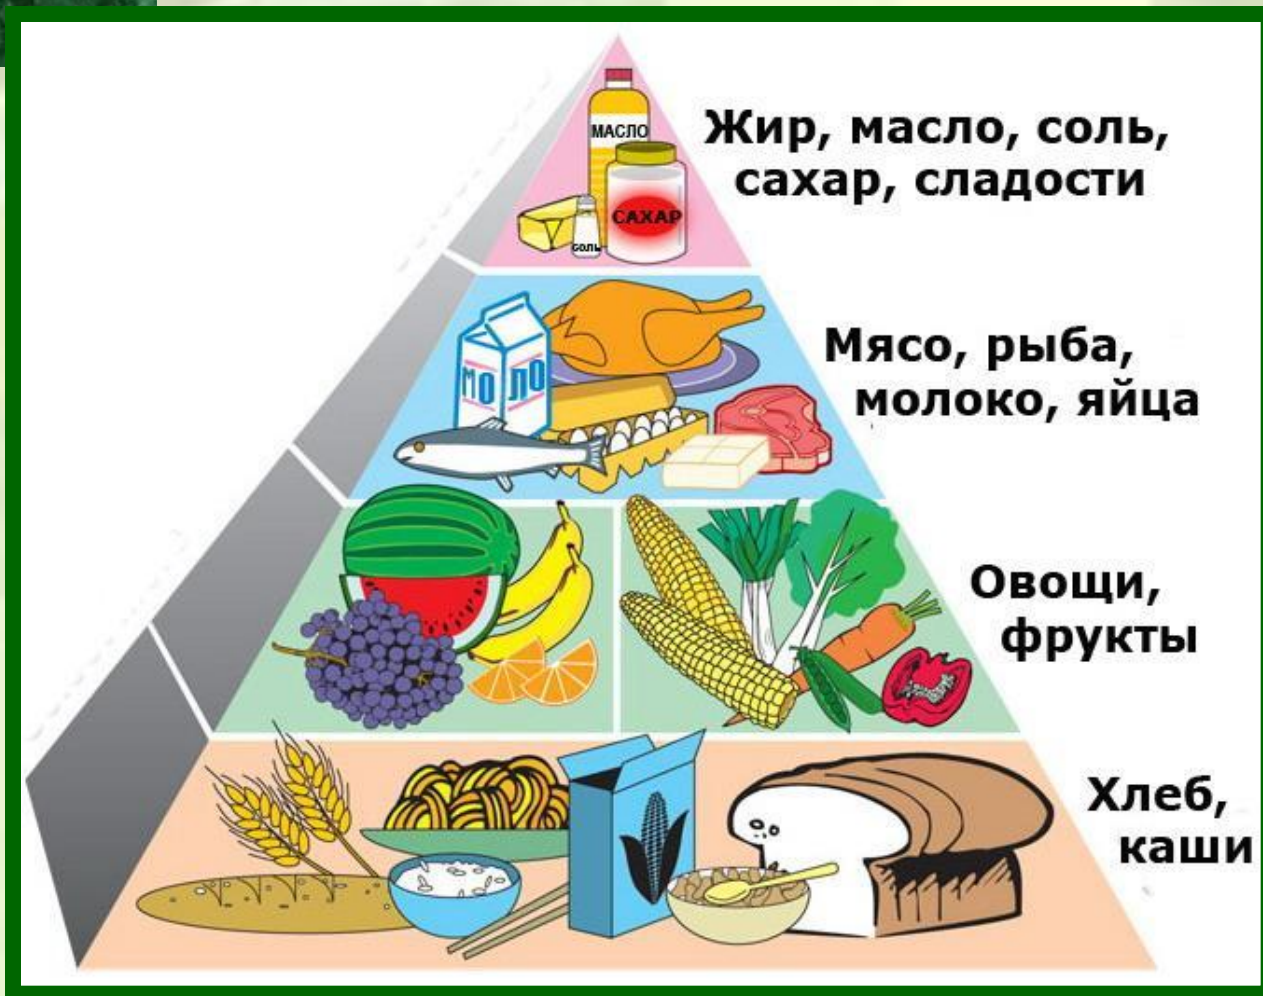 МАСЛО
Жир, масло, соль,
сахар, сладости
САХАР
СОЛЬ
Мясо, рыба,
молоко, яйца
МО ЛО
Овощи,
фрукты
Хлеб,
каши